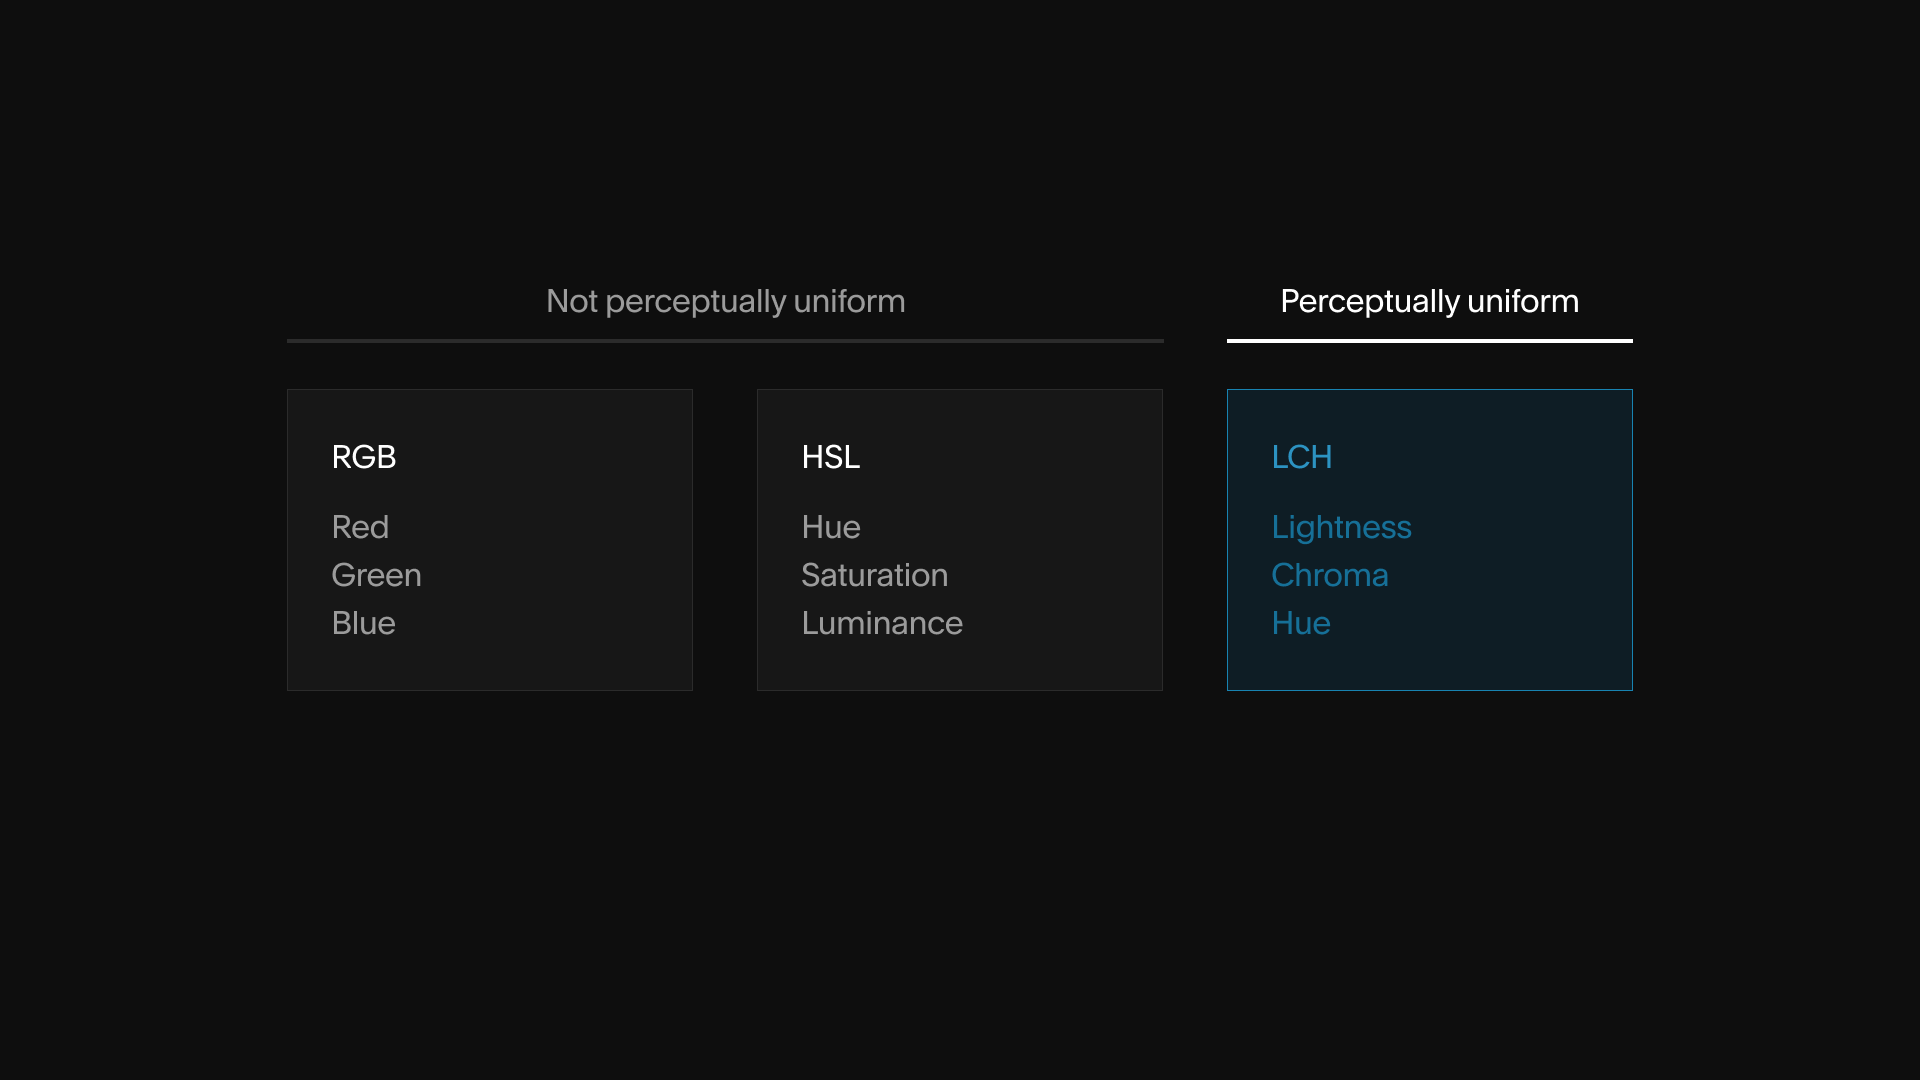 Not perceptually uniform
Perceptually uniform
RGB
Red
Green
Blue
HSL
Hue
Saturation
Luminance
LCH
Lightness
Chroma
Hue